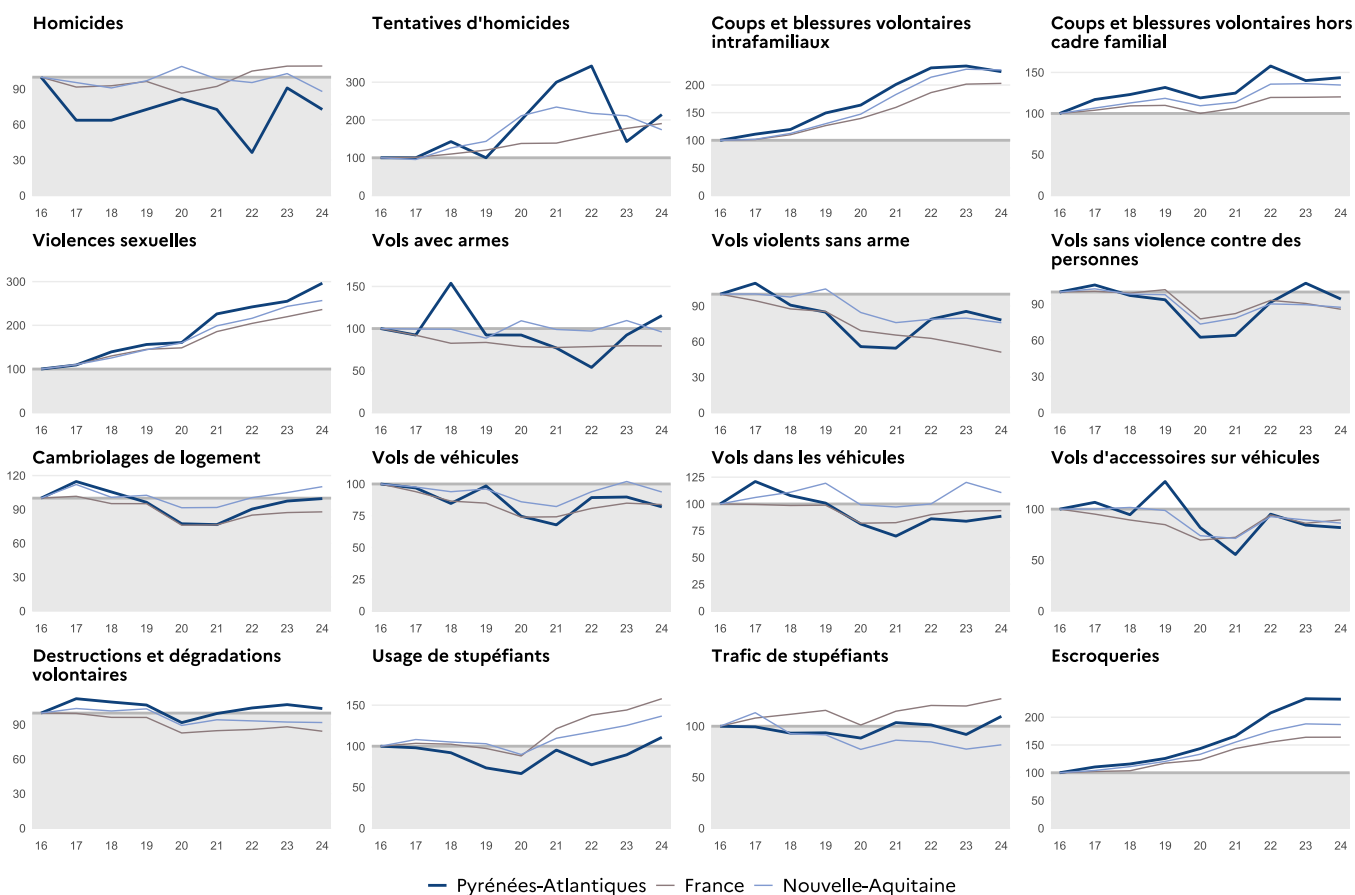 Homicides
90
60
30
0
16 17 18 19 20 21 22 23 24
Tentatives d'homicides
300
200
100
0
16 17 18 19 20 21 22 23 24
Coups et blessures volontaires
intrafamiliaux
200
150
100
50
0
16 17 18 19 20 21 22 23 24
Coups et blessures volontaires hors
cadre familial
150
100
50
0
16 17 18 19 20 21 22 23 24
Violences sexuelles
300
200
100
0
16 17 18 19 20 21 22 23 24
Vols avec armes
150
100
50
0
16 17 18 19 20 21 22 23 24
Vols violents sans arme
90
60
30
0
16 17 18 19 20 21 22 23 24
Vols sans violence contre des
personnes
90
60
30
0
16 17 18 19 20 21 22 23 24
Cambriolages de logement
120
90
60
30
0
16 17 18 19 20 21 22 23 24
Vols de véhicules
100
75
50
25
0
16 17 18 19 20 21 22 23 24
Vols dans les véhicules
125
100
75
50
25
0
16 17 18 19 20 21 22 23 24
Vols d'accessoires sur véhicules
100
50
0
16 17 18 19 20 21 22 23 24
Destructions et dégradations
volontaires
90
60
30
0
16 17 18 19 20 21 22 23 24
Usage de stupéfiants
150
100
50
0
16 17 18 19 20 21 22 23 24
Trafic de stupéfiants
100
50
0
16 17 18 19 20 21 22 23 24
Escroqueries
200
150
100
50
0
16 17 18 19 20 21 22 23 24
Pyrénées-Atlantiques France Nouvelle-Aquitaine